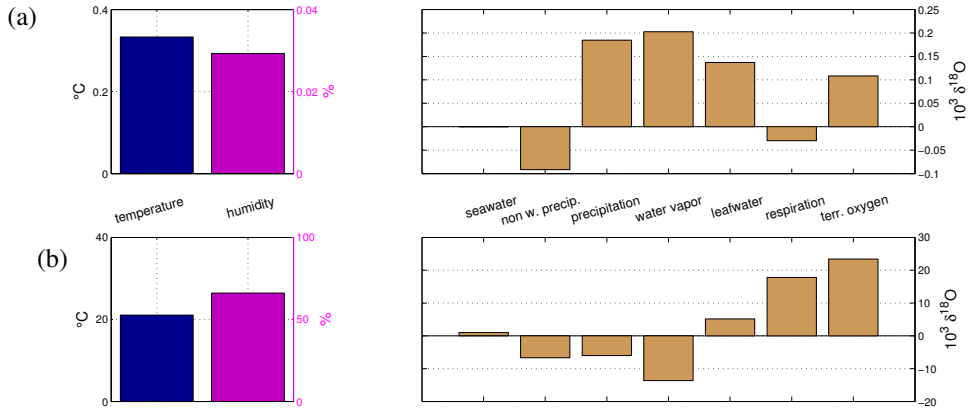 (a)
0.4
0.2
0
°C
0.04
0.02
0
%
0.25
0.2
0.15
0.1
0.05
0
−0.05
−0.1
10³ δ¹⁸O
temperature
humidity
seawater
non w. precip.
precipitation
water vapor
leafwater
respiration
terr. oxygen
(b)
40
20
0
°C
100
50
0
%
30
20
10
0
−10
−20
10³ δ¹⁸O